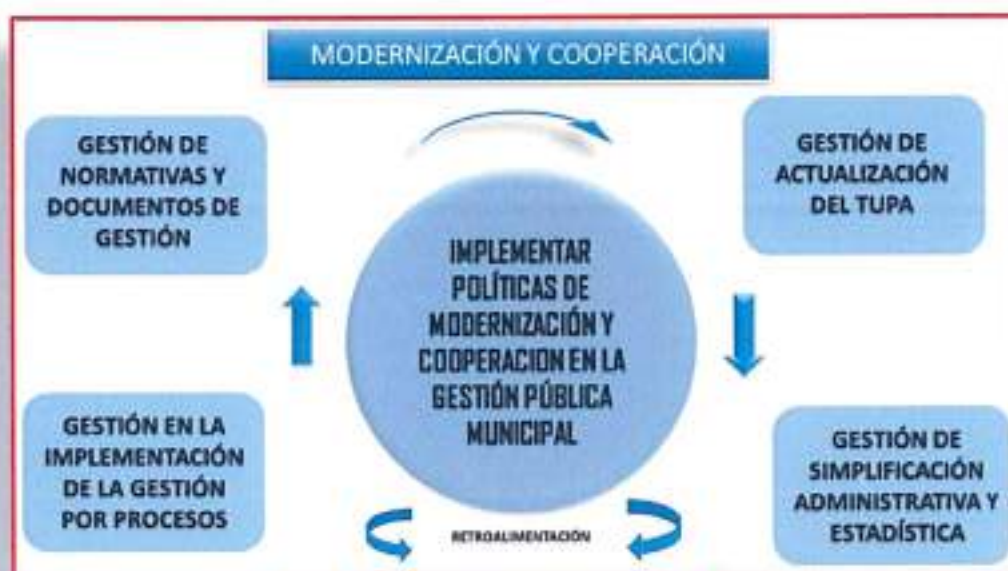 MODERNIZACIÓN Y COOPERACIÓN
GESTIÓN DE
NORMATIVAS Y
DOCUMENTOS DE
GESTIÓN
GESTIÓN DE
ACTUALIZACIÓN
DEL TUPA
IMPLEMENTAR
POLÍTICAS DE
MODERNIZACIÓN Y
COOPERACION EN LA
GESTIÓN PÚBLICA
MUNICIPAL
GESTIÓN EN LA
IMPLEMENTACIÓN
DE LA GESTIÓN
POR PROCESOS
GESTIÓN DE
SIMPLIFICACIÓN
ADMINISTRATIVA Y
ESTADÍSTICA
RETROALIMENTACIÓN